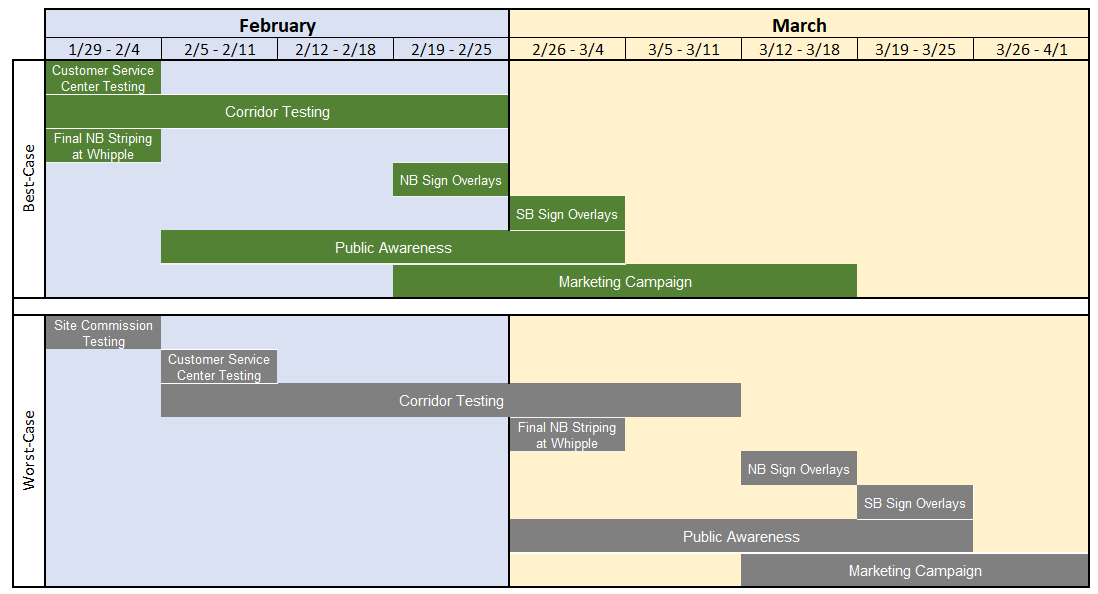 February
March
1/29 - 2/4
2/5 - 2/11
2/12 - 2/18
2/19 - 2/25
2/26 - 3/4
3/5 - 3/11
3/12 - 3/18
3/19 - 3/25
3/26 - 4/1
Best-Case
Customer Service
Center Testing
Corridor Testing
Final NB Striping
at Whipple
NB Sign Overlays
SB Sign Overlays
Public Awareness
Marketing Campaign
Worst-Case
Site Commission
Testing
Customer Service
Center Testing
Corridor Testing
Final NB Striping
at Whipple
NB Sign Overlays
SB Sign Overlays
Public Awareness
Marketing Campaign